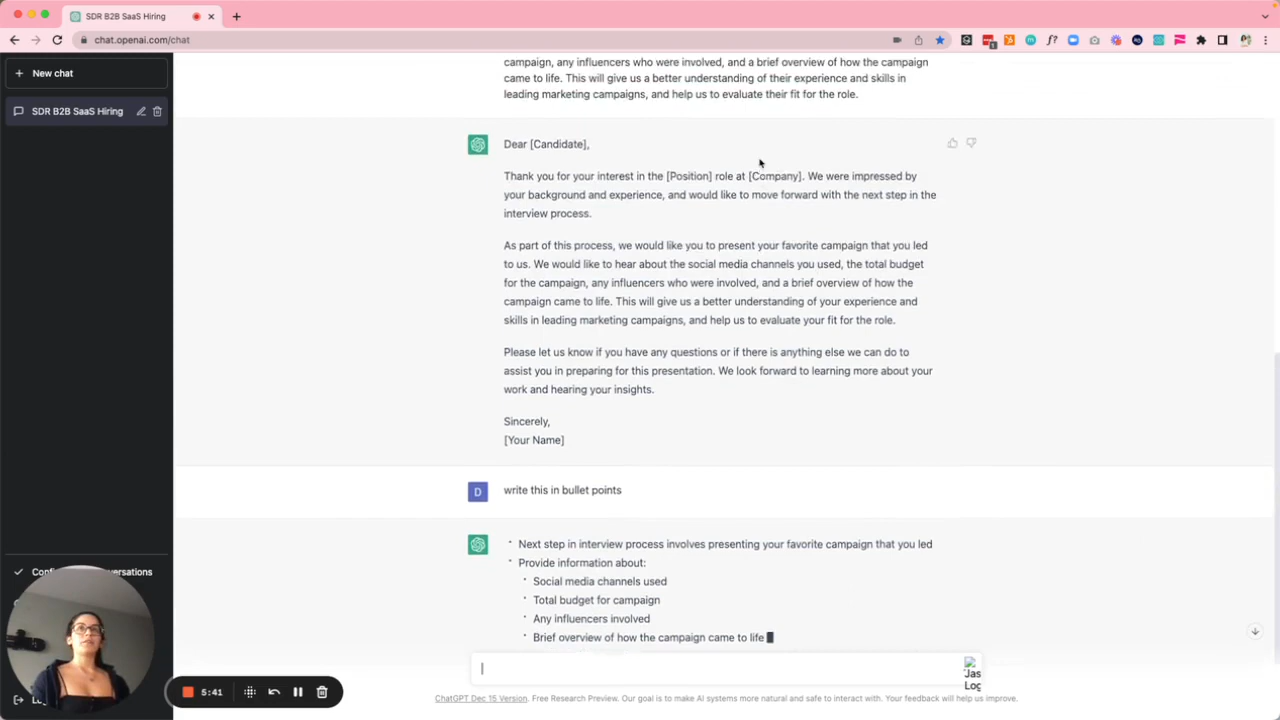 SDR B2B SaaS Hiring
chat.openai.com/chat
New chat
SDR B2B SaaS Hiring
campaign, any influencers who were involved, and a brief overview of how the campaign
came to life. This will give us a better understanding of their experience and skills in
leading marketing campaigns, and help us to evaluate their fit for the role.
Dear [Candidate],
Thank you for your interest in the [Position] role at [Company]. We were impressed by
your background and experience, and would like to move forward with the next step in the
interview process.
As part of this process, we would like you to present your favorite campaign that you led
to us. We would like to hear about the social media channels you used, the total budget
for the campaign, any influencers who were involved, and a brief overview of how the
campaign came to life. This will give us a better understanding of your experience and
skills in leading marketing campaigns, and help us to evaluate your fit for the role.
Please let us know if you have any questions or if there is anything else we can do to
assist you in preparing for this presentation. We look forward to learning more about your
work and hearing your insights.
Sincerely,
[Your Name]
D
write this in bullet points
· Next step in interview process involves presenting your favorite campaign that you led
· Provide information about:
· Social media channels used
· Total budget for campaign
· Any influencers involved
· Brief overview of how the campaign came to life
5:41
ChatGPT Dec 15 Version. Free Research Preview. Our goal is to make AI systems more natural and safe to interact with. Your feedback will help us improve.